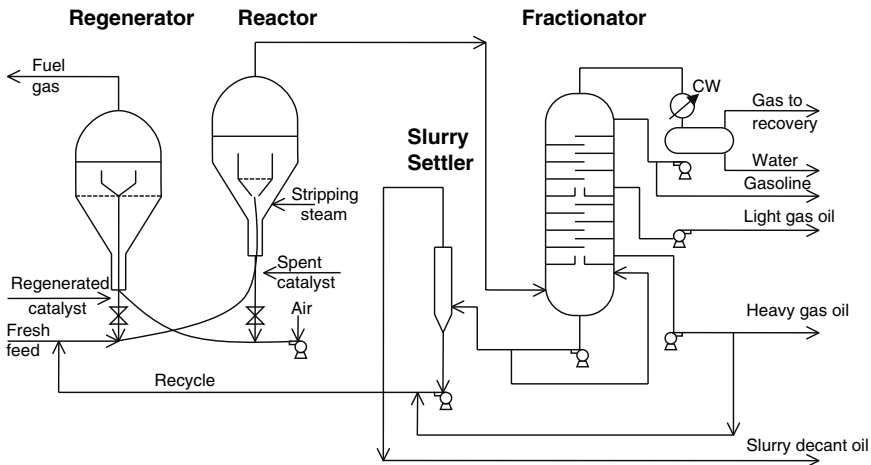 Regenerator
Reactor
Fractionator
Fuel
gas
CW
Gas to
recovery
Slurry
Settler
Water
Gasoline
Stripping
steam
Light gas oil
Spent
catalyst
Regenerated
catalyst
Air
Fresh
feed
Heavy gas oil
Recycle
Slurry decant oil